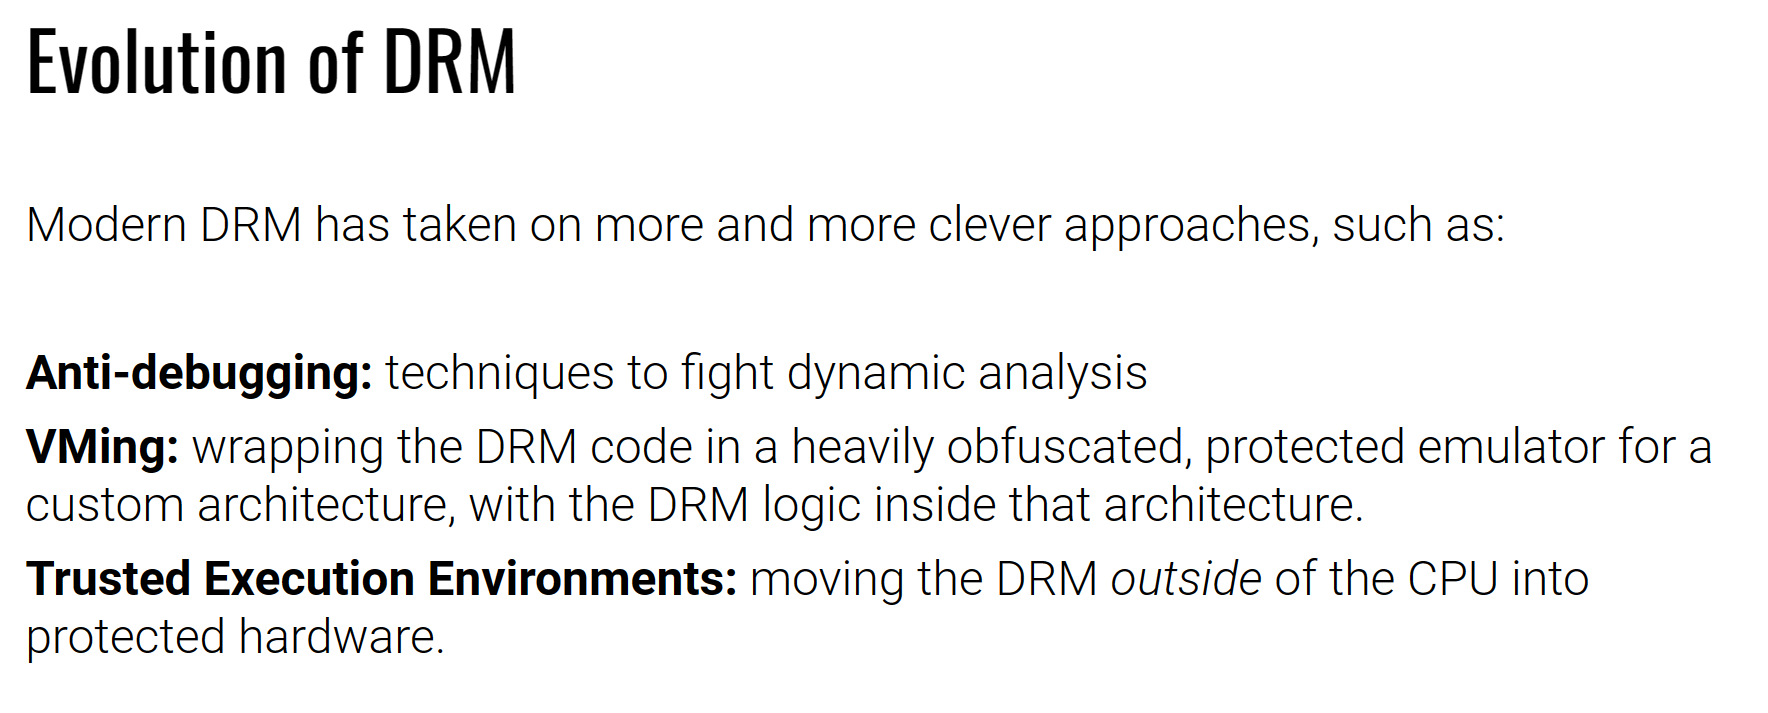 Evolution of DRM
Modern DRM has taken on more and more clever approaches, such as:
Anti-debugging: techniques to fight dynamic analysis
VMing: wrapping the DRM code in a heavily obfuscated, protected emulator for a
custom architecture, with the DRM logic inside that architecture.
Trusted Execution Environments: moving the DRM outside of the CPU into
protected hardware.